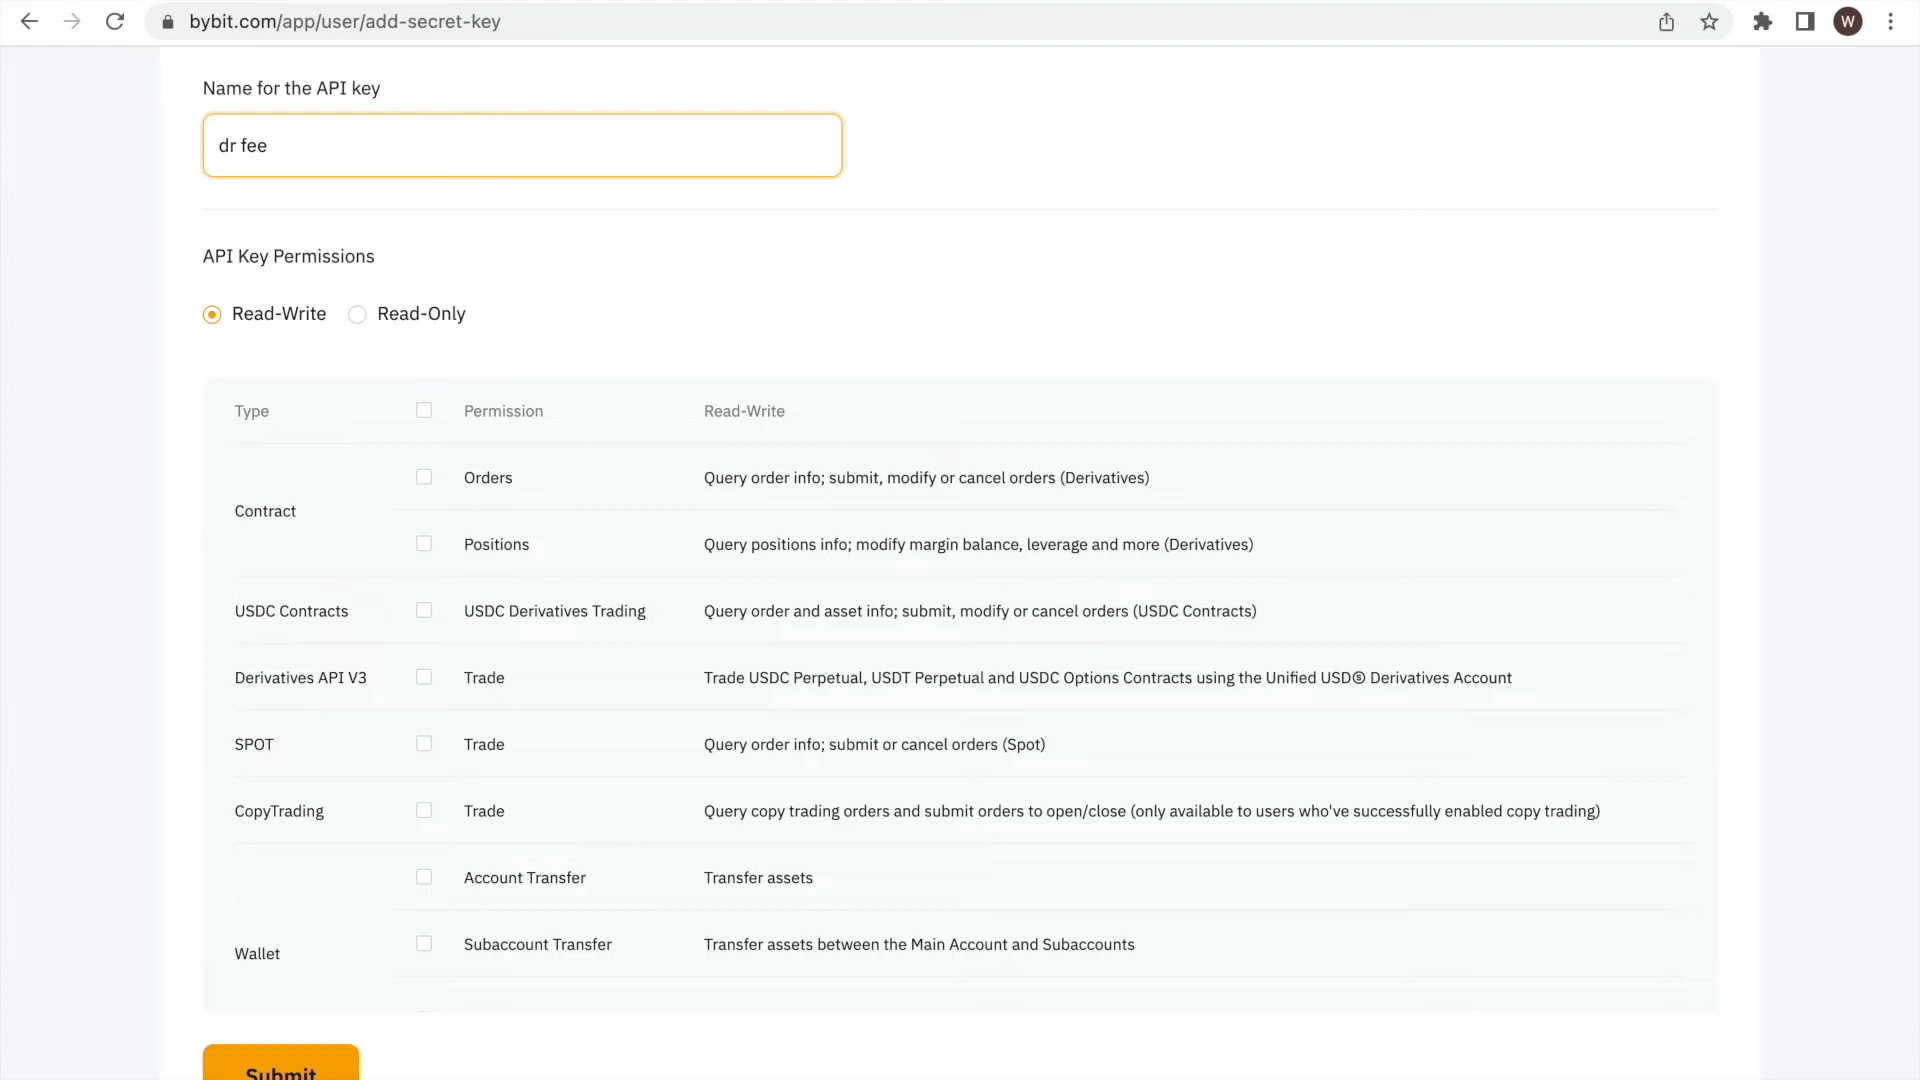 bybit.com/app/user/add-secret-key
W
Name for the API key
dr fee
API Key Permissions
Read-Write
Read-Only
Type
Permission
Read-Write
Contract
Orders
Query order info; submit, modify or cancel orders (Derivatives)
Positions
Query positions info; modify margin balance, leverage and more (Derivatives)
USDC Contracts
USDC Derivatives Trading
Query order and asset info; submit, modify or cancel orders (USDC Contracts)
Derivatives API V3
Trade
Trade USDC Perpetual, USDT Perpetual and USDC Options Contracts using the Unified USDⓈ Derivatives Account
SPOT
Trade
Query order info; submit or cancel orders (Spot)
CopyTrading
Trade
Query copy trading orders and submit orders to open/close (only available to users who've successfully enabled copy trading)
Wallet
Account Transfer
Transfer assets
Subaccount Transfer
Transfer assets between the Main Account and Subaccounts
Submit